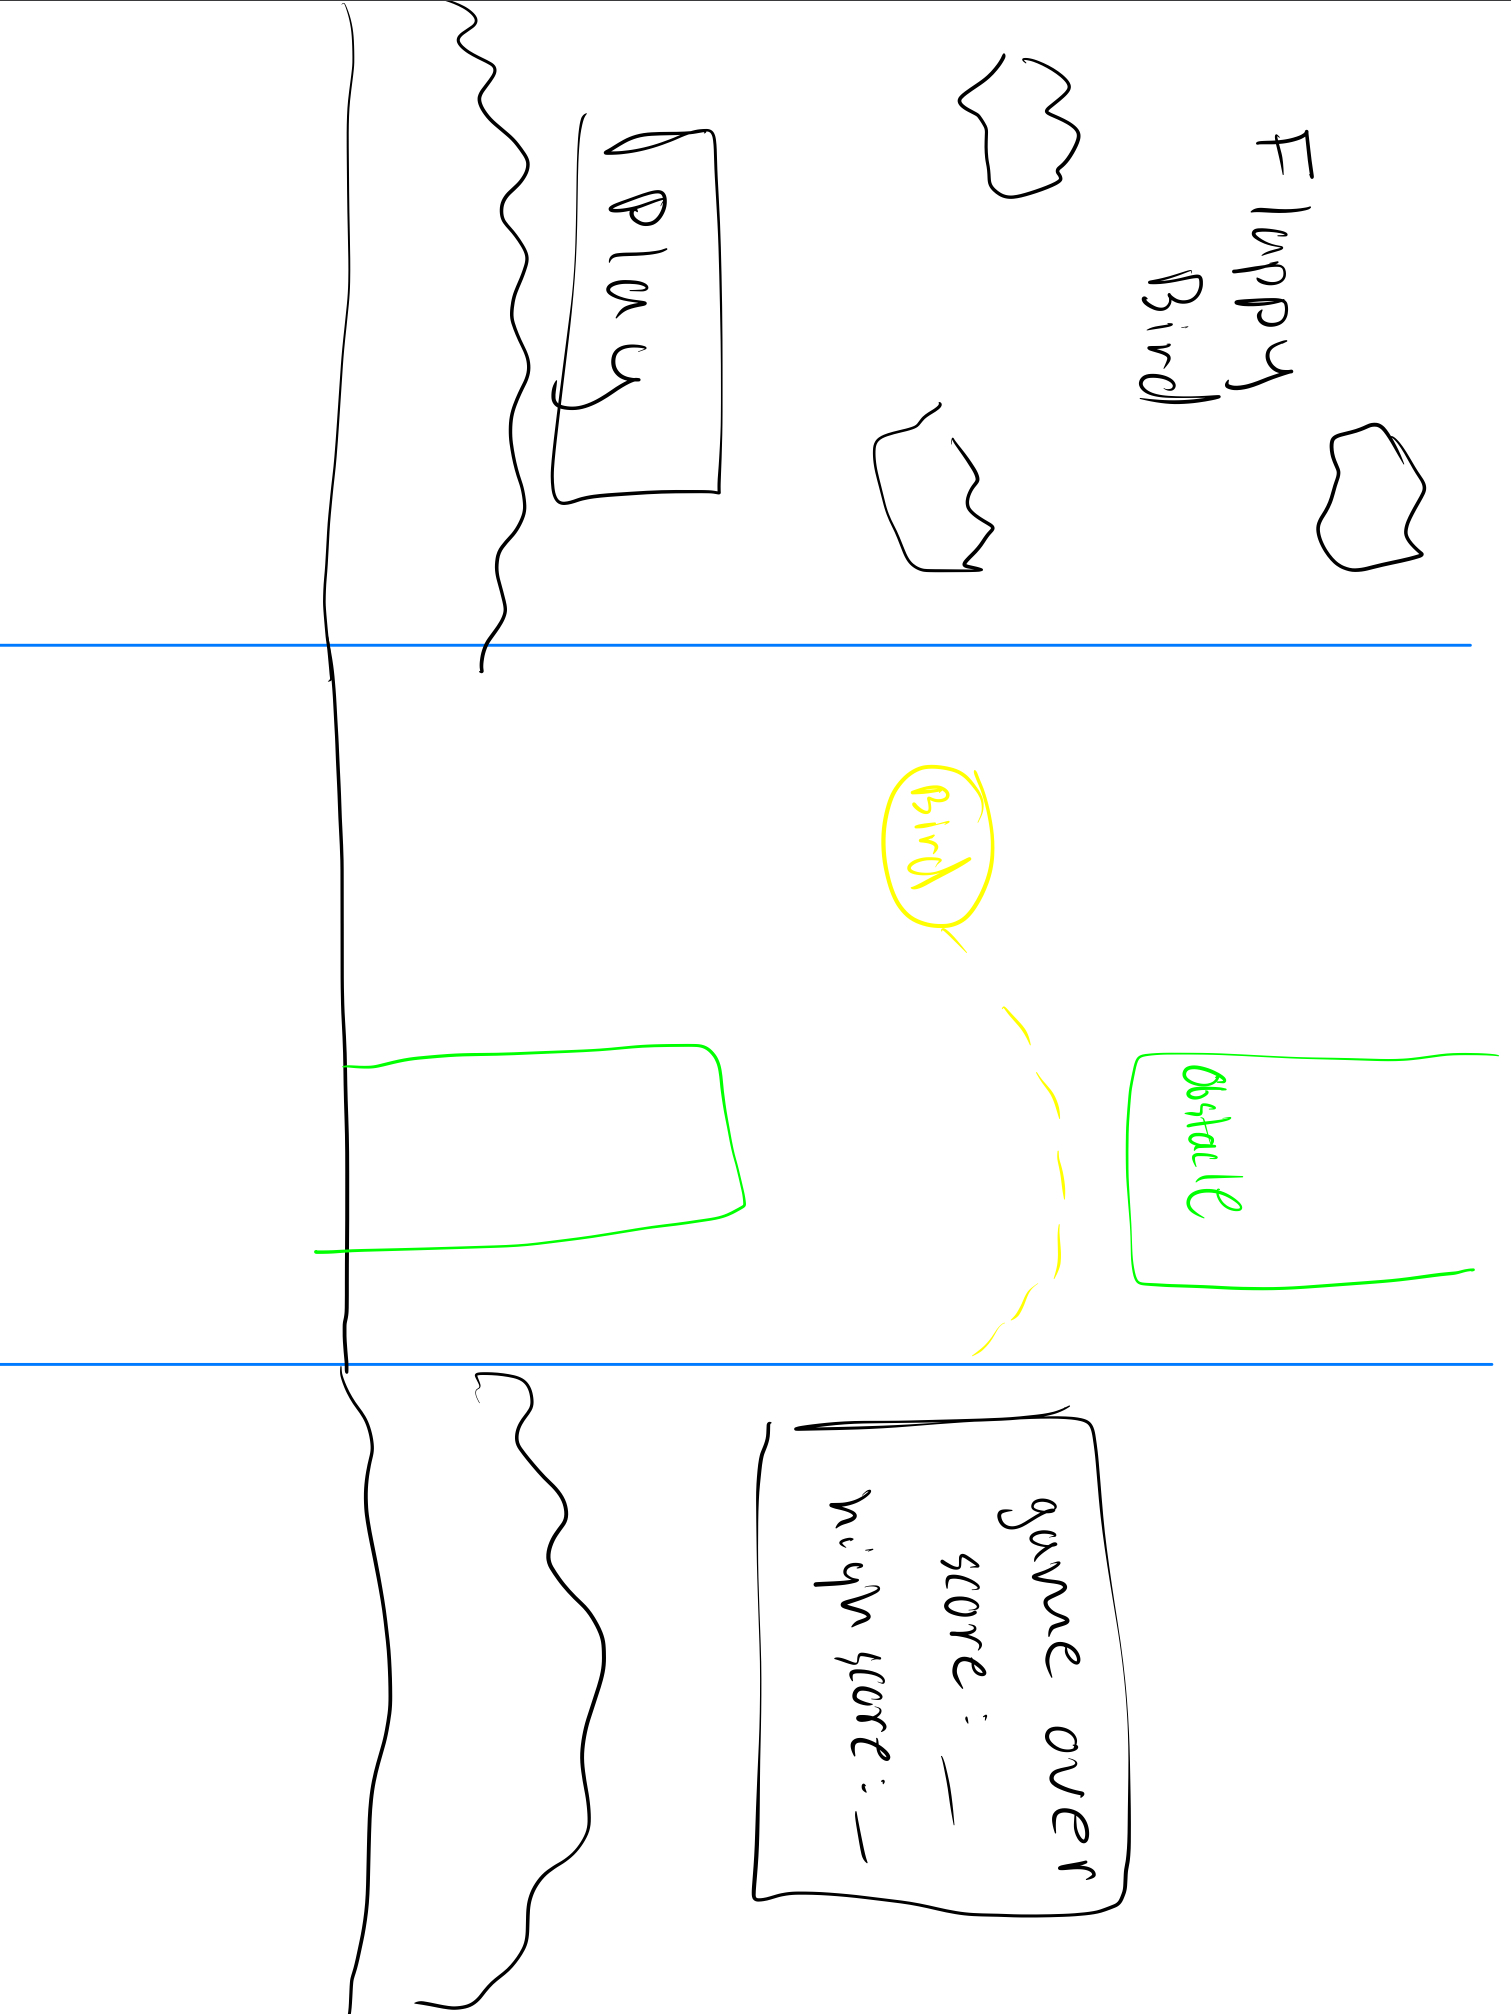 Flappy
Bird
Play
Bird
Obstacle
game over
score: _
high score: _